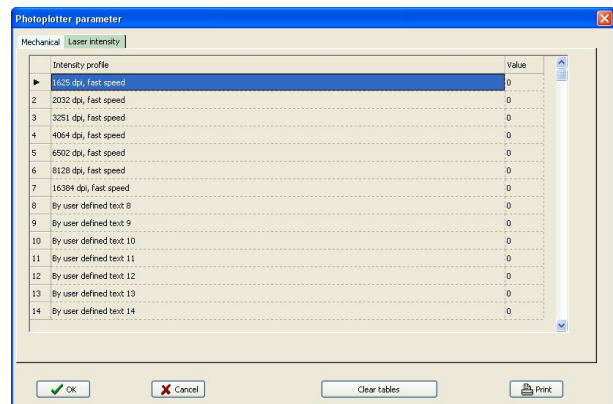 Photoplotter parameter
Mechanical Laser intensity
Intensity profile Value
1625 dpi, fast speed 0
2 2032 dpi, fast speed 0
3 3251 dpi, fast speed 0
4 4064 dpi, fast speed 0
5 6502 dpi, fast speed 0
6 8128 dpi, fast speed 0
7 16384 dpi, fast speed 0
8 By user defined text 8 0
9 By user defined text 9 0
10 By user defined text 10 0
11 By user defined text 11 0
12 By user defined text 12 0
13 By user defined text 13 0
14 By user defined text 14 0
OK Cancel Clear tables Print